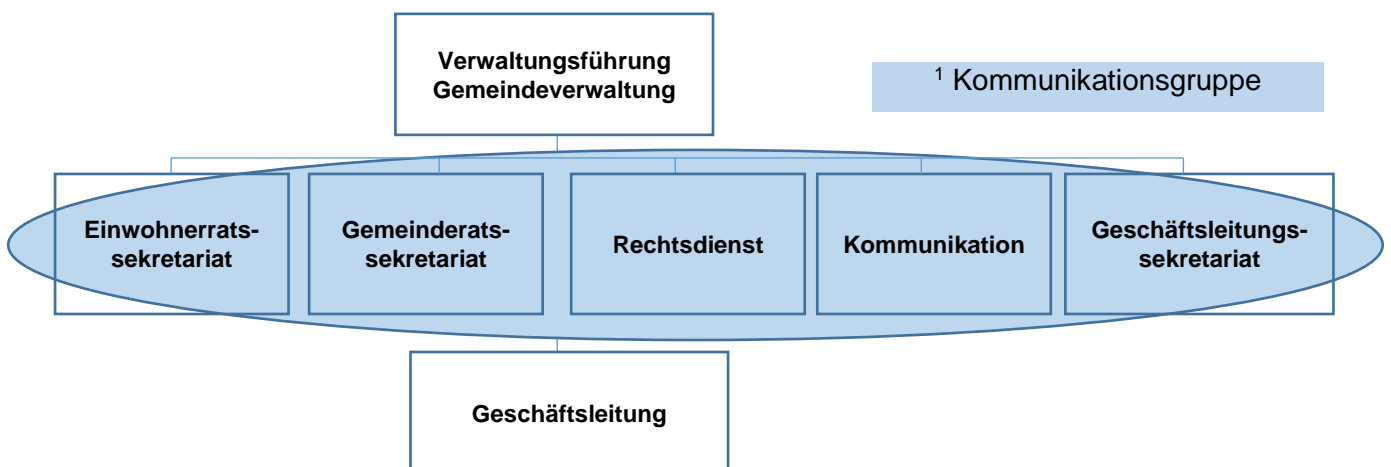 Verwaltungsführung
Gemeindeverwaltung
¹ Kommunikationsgruppe
Einwohnerrats-
sekretariat
Gemeinderats-
sekretariat
Rechtsdienst
Kommunikation
Geschäftsleitungs-
sekretariat
Geschäftsleitung